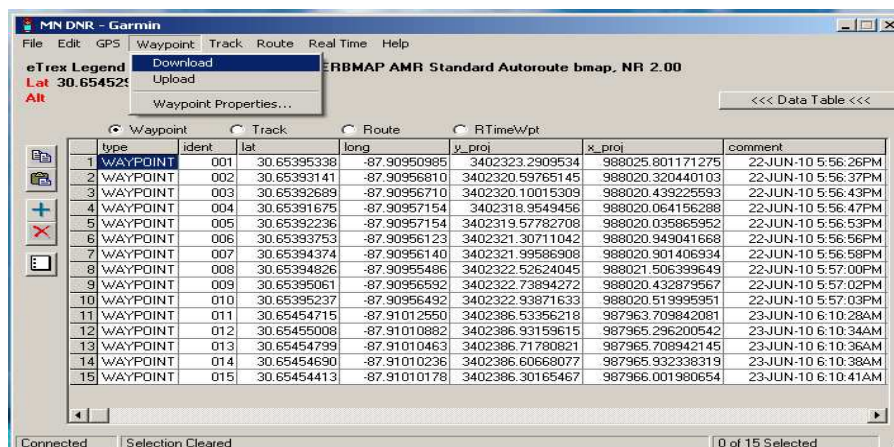 MN DNR - Garmin
File Edit GPS Waypoint Track Route Real Time Help
eTrex Legend ERBMAP AMR Standard Autoroute bmap, NR 2.00
Download
Lat 30.654529
Upload
Alt
Waypoint Properties...
<<< Data Table <<<
Waypoint Track Route RTimeWpt
type ident lat long y_proj x_proj comment
1 WAYPOINT 001 30.65395338 -87.90950985 3402323.2909534 988025.801171275 22-JUN-10 5:56:26PM
2 WAYPOINT 002 30.65393141 -87.90956810 3402320.59765145 988020.320440103 22-JUN-10 5:56:37PM
3 WAYPOINT 003 30.65392689 -87.90956710 3402320.10015309 988020.439225593 22-JUN-10 5:56:43PM
4 WAYPOINT 004 30.65391675 -87.90957154 3402318.9549456 988020.064156288 22-JUN-10 5:56:47PM
5 WAYPOINT 005 30.65392236 -87.90957154 3402319.57782708 988020.035865952 22-JUN-10 5:56:53PM
6 WAYPOINT 006 30.65393753 -87.90956123 3402321.30711042 988020.949041668 22-JUN-10 5:56:56PM
7 WAYPOINT 007 30.65394374 -87.90956140 3402321.99586908 988020.901406934 22-JUN-10 5:56:58PM
8 WAYPOINT 008 30.65394826 -87.90955486 3402322.52624045 988021.506399649 22-JUN-10 5:57:00PM
9 WAYPOINT 009 30.65395061 -87.90956592 3402322.73894272 988020.432879567 22-JUN-10 5:57:02PM
10 WAYPOINT 010 30.65395237 -87.90956492 3402322.93871633 988020.519995951 22-JUN-10 5:57:03PM
11 WAYPOINT 011 30.65454715 -87.91012550 3402386.53356218 987963.709842081 23-JUN-10 6:10:28AM
12 WAYPOINT 012 30.65455008 -87.91010882 3402386.93159615 987965.296200542 23-JUN-10 6:10:34AM
13 WAYPOINT 013 30.65454799 -87.91010463 3402386.71780821 987965.708942145 23-JUN-10 6:10:36AM
14 WAYPOINT 014 30.65454690 -87.91010236 3402386.60668077 987965.932338319 23-JUN-10 6:10:38AM
15 WAYPOINT 015 30.65454413 -87.91010178 3402386.30165467 987966.001980654 23-JUN-10 6:10:41AM
Connected Selection Cleared 0 of 15 Selected